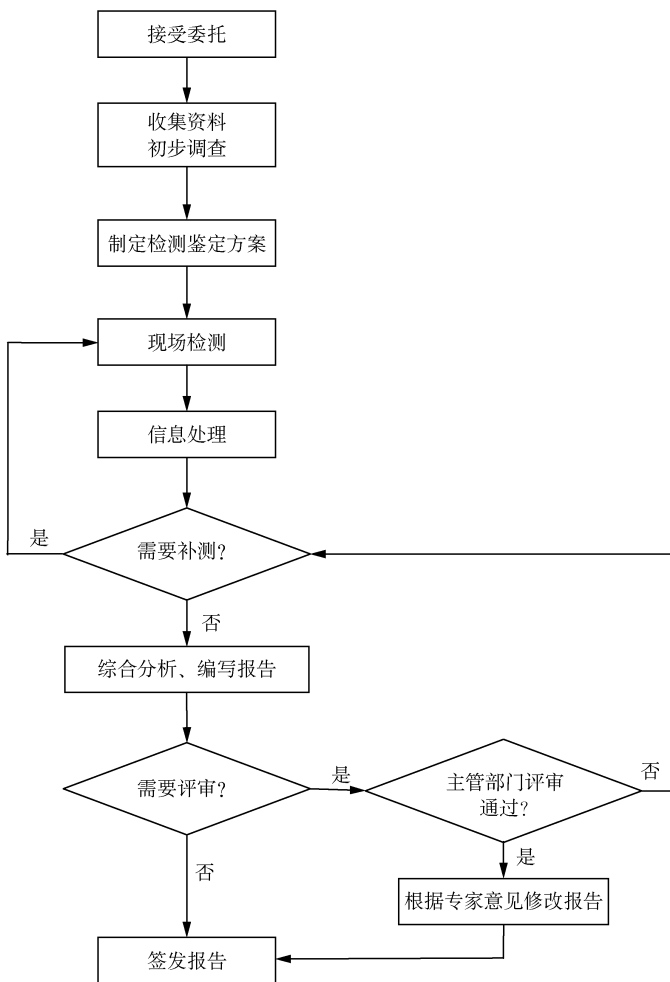 接受委托
收集资料
初步调查
制定检测鉴定方案
现场检测
信息处理
是
需要补测?
否
综合分析、编写报告
需要评审?
是
主管部门评审
通过?
否
是
否
根据专家意见修改报告
签发报告